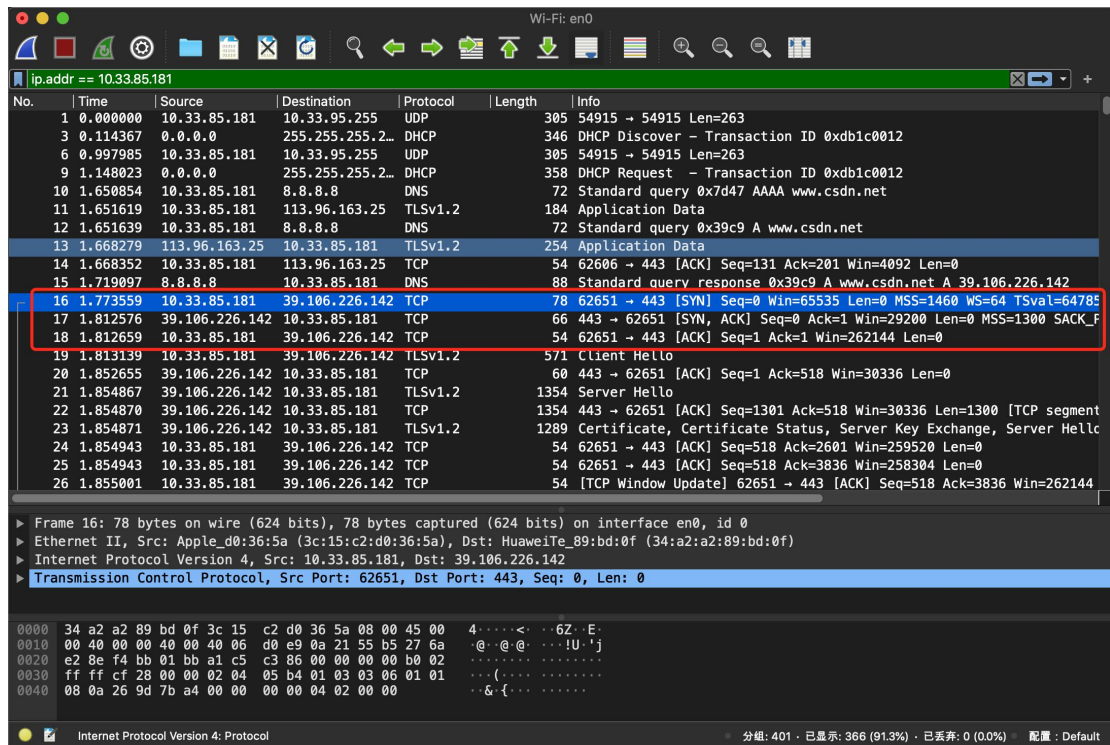 Wi-Fi: en0
ip.addr == 10.33.85.181
No. Time Source Destination Protocol Length Info
1 0.000000 10.33.85.181 10.33.95.255 UDP 305 54915 → 54915 Len=263
3 0.114367 0.0.0.0 255.255.255.2… DHCP 346 DHCP Discover – Transaction ID 0xdb1c0012
6 0.997985 10.33.85.181 10.33.95.255 UDP 305 54915 → 54915 Len=263
9 1.148023 0.0.0.0 255.255.255.2… DHCP 358 DHCP Request – Transaction ID 0xdb1c0012
10 1.650854 10.33.85.181 8.8.8.8 DNS 72 Standard query 0x7d47 AAAA www.csdn.net
11 1.651619 10.33.85.181 113.96.163.25 TLSv1.2 184 Application Data
12 1.651639 10.33.85.181 8.8.8.8 DNS 72 Standard query 0x39c9 A www.csdn.net
13 1.668279 113.96.163.25 10.33.85.181 TLSv1.2 254 Application Data
14 1.668352 10.33.85.181 113.96.163.25 TCP 54 62606 → 443 [ACK] Seq=131 Ack=201 Win=4092 Len=0
15 1.719097 8.8.8.8 10.33.85.181 DNS 88 Standard query response 0x39c9 A www.csdn.net A 39.106.226.142
16 1.773559 10.33.85.181 39.106.226.142 TCP 78 62651 → 443 [SYN] Seq=0 Win=65535 Len=0 MSS=1460 WS=64 TSval=64785
17 1.812576 39.106.226.142 10.33.85.181 TCP 66 443 → 62651 [SYN, ACK] Seq=0 Ack=1 Win=29200 Len=0 MSS=1300 SACK_P
18 1.812659 10.33.85.181 39.106.226.142 TCP 54 62651 → 443 [ACK] Seq=1 Ack=1 Win=262144 Len=0
19 1.813139 10.33.85.181 39.106.226.142 TLSv1.2 571 Client Hello
20 1.852655 39.106.226.142 10.33.85.181 TCP 60 443 → 62651 [ACK] Seq=1 Ack=518 Win=30336 Len=0
21 1.854867 39.106.226.142 10.33.85.181 TLSv1.2 1354 Server Hello
22 1.854870 39.106.226.142 10.33.85.181 TCP 1354 443 → 62651 [ACK] Seq=1301 Ack=518 Win=30336 Len=1300 [TCP segment
23 1.854871 39.106.226.142 10.33.85.181 TLSv1.2 1289 Certificate, Certificate Status, Server Key Exchange, Server Hello
24 1.854943 10.33.85.181 39.106.226.142 TCP 54 62651 → 443 [ACK] Seq=518 Ack=2601 Win=259520 Len=0
25 1.854943 10.33.85.181 39.106.226.142 TCP 54 62651 → 443 [ACK] Seq=518 Ack=3836 Win=258304 Len=0
26 1.855001 10.33.85.181 39.106.226.142 TCP 54 [TCP Window Update] 62651 → 443 [ACK] Seq=518 Ack=3836 Win=262144
Frame 16: 78 bytes on wire (624 bits), 78 bytes captured (624 bits) on interface en0, id 0
Ethernet II, Src: Apple_d0:36:5a (3c:15:c2:d0:36:5a), Dst: HuaweiTe_89:bd:0f (34:a2:a2:89:bd:0f)
Internet Protocol Version 4, Src: 10.33.85.181, Dst: 39.106.226.142
Transmission Control Protocol, Src Port: 62651, Dst Port: 443, Seq: 0, Len: 0
0000 34 a2 a2 89 bd 0f 3c 15 c2 d0 36 5a 08 00 45 00 4·····<· ··6Z··E·
0010 00 40 00 00 40 00 40 06 d0 e9 0a 21 55 b5 27 6a ·@··@·@· ···!U·'j
0020 e2 8e f4 bb 01 bb a1 c5 c3 86 00 00 00 00 b0 02 ········ ········
0030 ff ff cf 28 00 00 02 04 05 b4 01 03 03 06 01 01 ···(···· ········
0040 08 0a 26 9d 7b a4 00 00 00 00 04 02 00 00 ··&·{··· ······
Internet Protocol Version 4: Protocol
分组: 401 · 已显示: 366 (91.3%) · 已丢弃: 0 (0.0%)
配置: Default